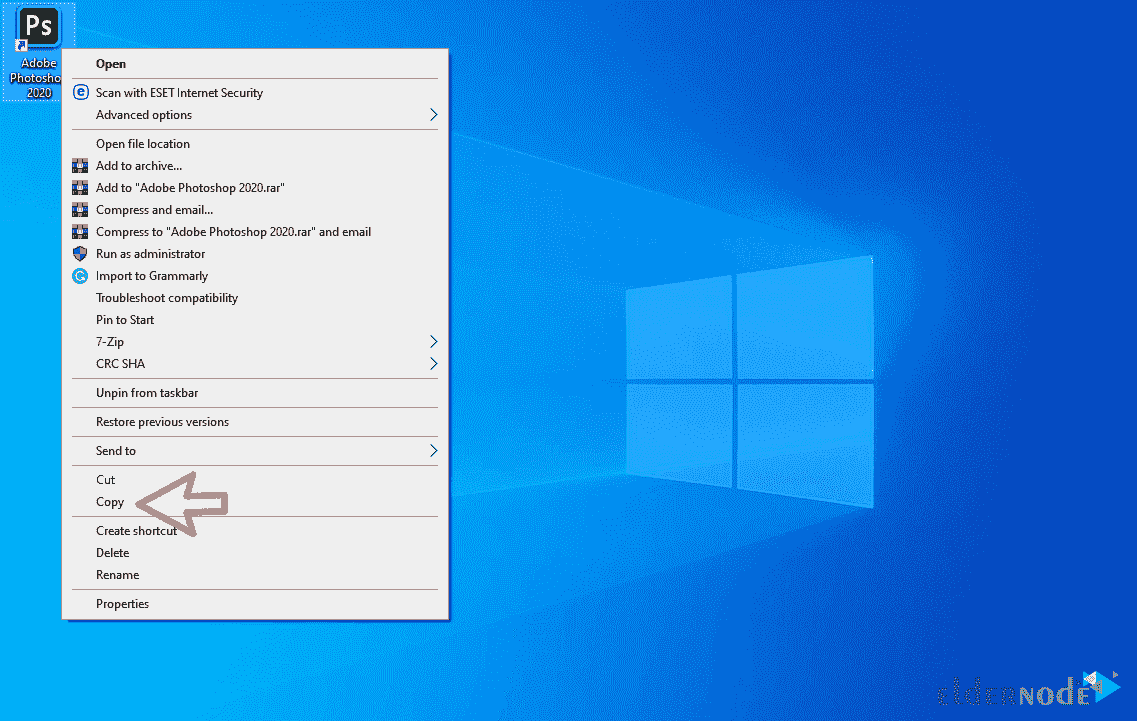 Ps
Adobe
Photosho
2020
Open
Scan with ESET Internet Security
Advanced options
Open file location
Add to archive...
Add to "Adobe Photoshop 2020.rar"
Compress and email...
Compress to "Adobe Photoshop 2020.rar" and email
Run as administrator
Import to Grammarly
Troubleshoot compatibility
Pin to Start
7-Zip
CRC SHA
Unpin from taskbar
Restore previous versions
Send to
Cut
Copy
Create shortcut
Delete
Rename
Properties
elderaNODE